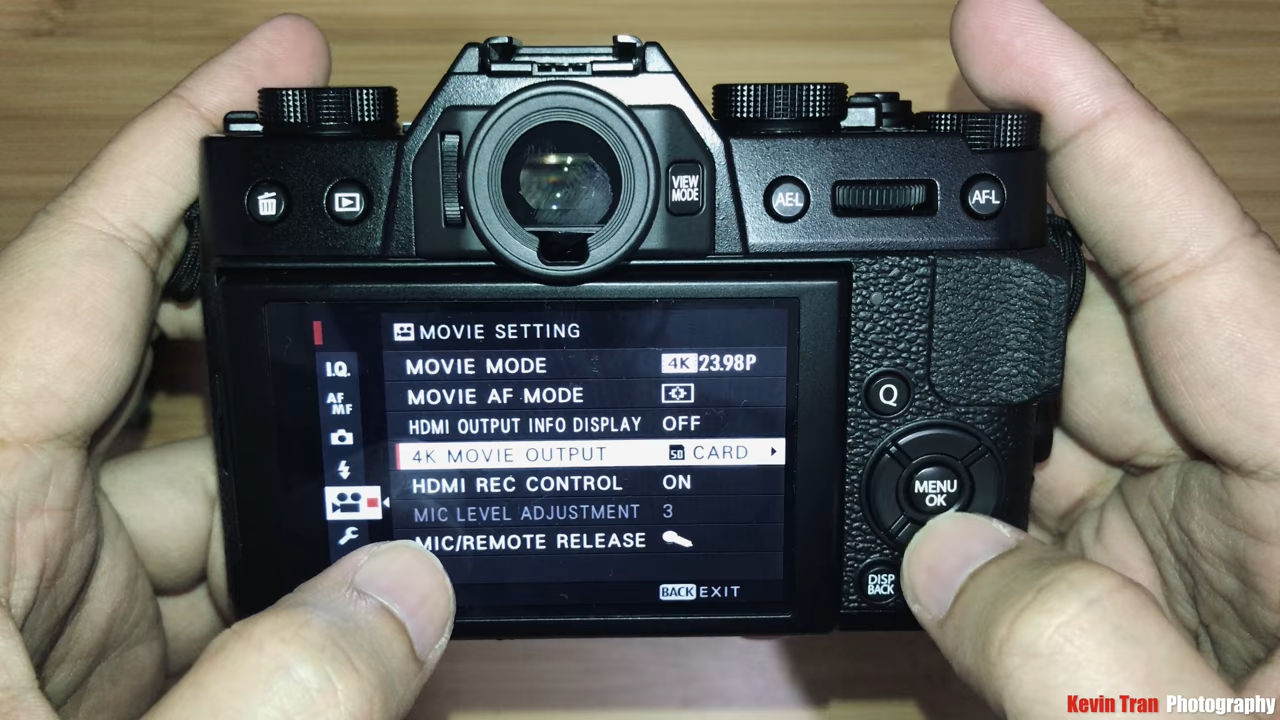 VIEW MODE
AE-L
AF-L
MOVIE SETTING
I.Q.
MOVIE MODE 4K 23.98P
AF MF
MOVIE AF MODE
HDMI OUTPUT INFO DISPLAY OFF
4K MOVIE OUTPUT SD CARD
HDMI REC CONTROL ON
MIC LEVEL ADJUSTMENT 3
MIC/REMOTE RELEASE
BACK EXIT
Q
MENU OK
DISP BACK
Kevin Tran Photography